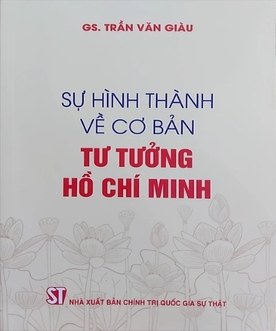 GS. TRẦN VĂN GIÀU
SỰ HÌNH THÀNH
VỀ CƠ BẢN
TƯ TƯỞNG
HỒ CHÍ MINH
ST NHÀ XUẤT BẢN CHÍNH TRỊ QUỐC GIA SỰ THẬT